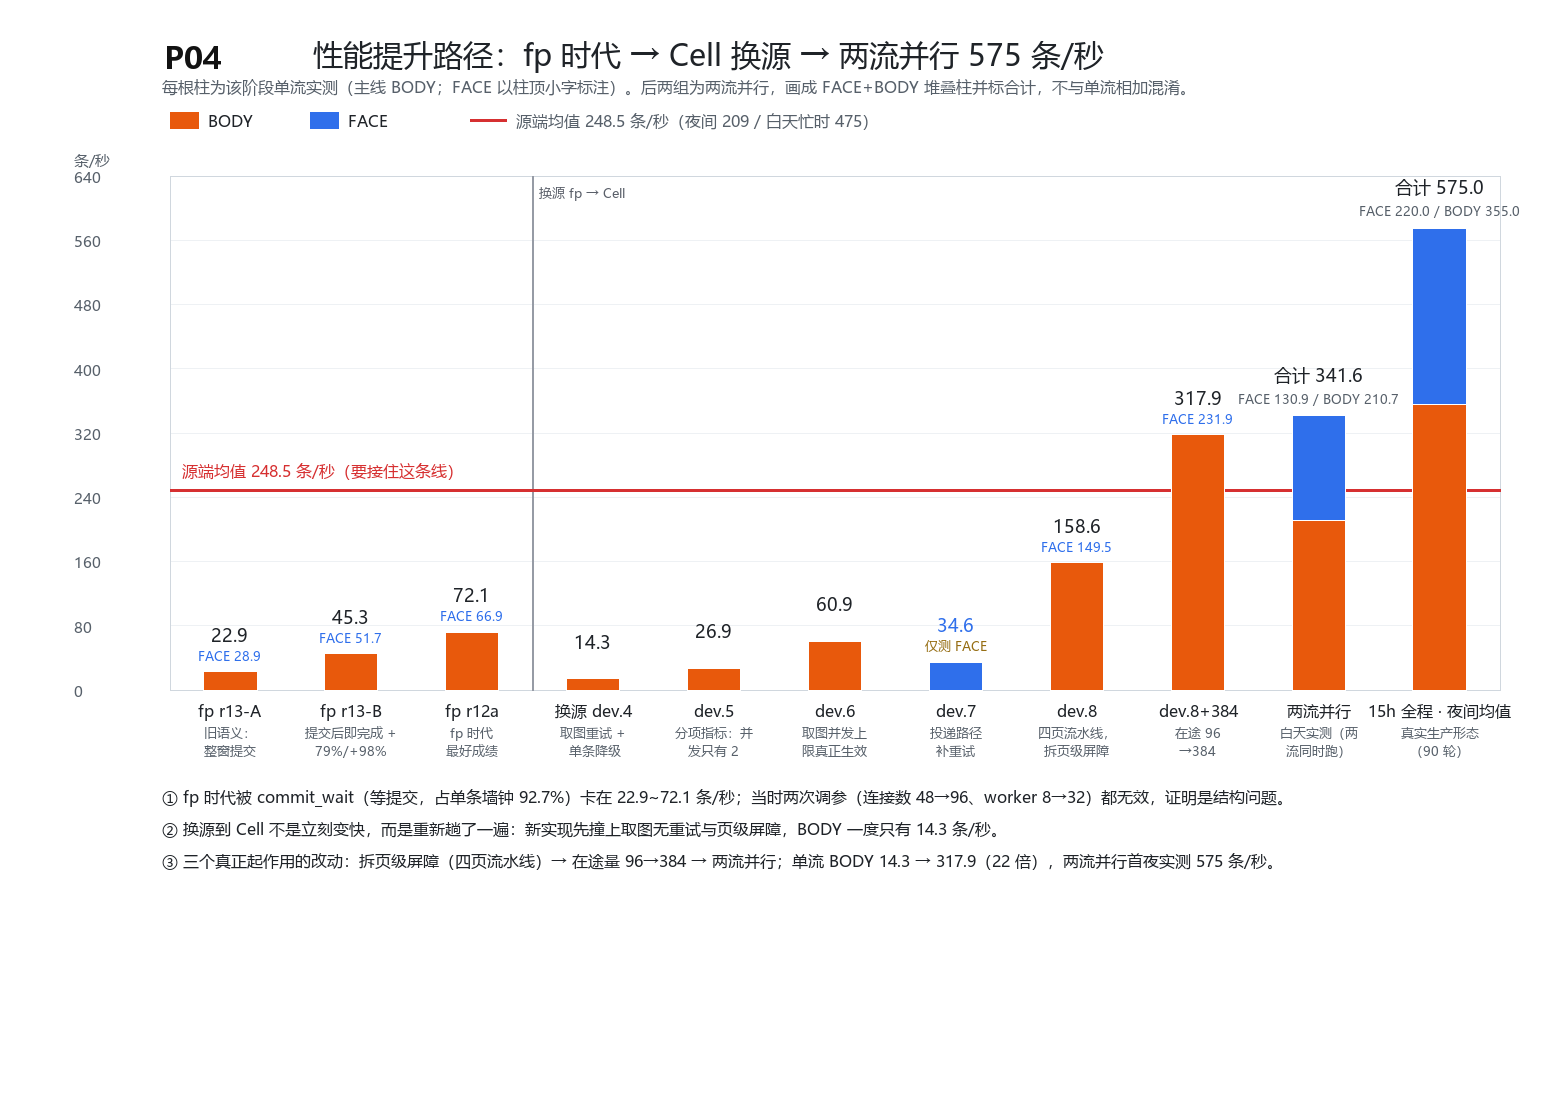 P04 性能提升路径：fp 时代 → Cell 换源 → 两流并行 575 条/秒
每根柱为该阶段单流实测（主线 BODY；FACE 以柱顶小字标注）。后两组为两流并行，画成 FACE+BODY 堆叠柱并标合计，不与单流相加混淆。
BODY FACE 源端均值 248.5 条/秒（夜间 209 / 白天忙时 475）
条/秒
640
560
480
400
320
240
160
80
0
换源 fp → Cell
源端均值 248.5 条/秒（要接住这条线）
22.9
FACE 28.9
45.3
FACE 51.7
72.1
FACE 66.9
14.3
26.9
60.9
34.6
仅测 FACE
158.6
FACE 149.5
317.9
FACE 231.9
合计 341.6
FACE 130.9 / BODY 210.7
合计 575.0
FACE 220.0 / BODY 355.0
fp r13-A
旧语义：
整窗提交
fp r13-B
提交后即完成 +
79%/+98%
fp r12a
fp 时代
最好成绩
换源 dev.4
取图重试 +
单条降级
dev.5
分项指标：并
发只有 2
dev.6
取图并发上
限真正生效
dev.7
投递路径
补重试
dev.8
四页流水线，
拆页级屏障
dev.8+384
在途 96
→384
两流并行
白天实测（两
流同时跑）
15h 全程 · 夜间均值
真实生产形态
（90 轮）
① fp 时代被 commit_wait（等提交，占单条墙钟 92.7%）卡在 22.9~72.1 条/秒；当时两次调参（连接数 48→96、worker 8→32）都无效，证明是结构问题。
② 换源到 Cell 不是立刻变快，而是重新趟了一遍：新实现先撞上取图无重试与页级屏障，BODY 一度只有 14.3 条/秒。
③ 三个真正起作用的改动：拆页级屏障（四页流水线）→ 在途量 96→384 → 两流并行；单流 BODY 14.3 → 317.9（22 倍），两流并行首夜实测 575 条/秒。